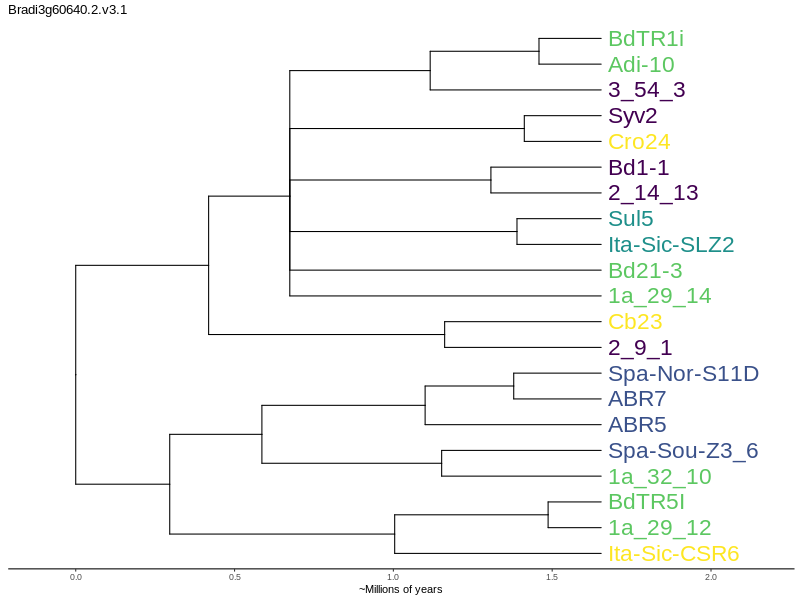 Bradi3g60640.2.v3.1
BdTR1i
Adi-10
3_54_3
Syv2
Cro24
Bd1-1
2_14_13
Sul5
Ita-Sic-SLZ2
Bd21-3
1a_29_14
Cb23
2_9_1
Spa-Nor-S11D
ABR7
ABR5
Spa-Sou-Z3_6
1a_32_10
BdTR5I
1a_29_12
Ita-Sic-CSR6
0.0 0.5 1.0 1.5 2.0
~Millions of years